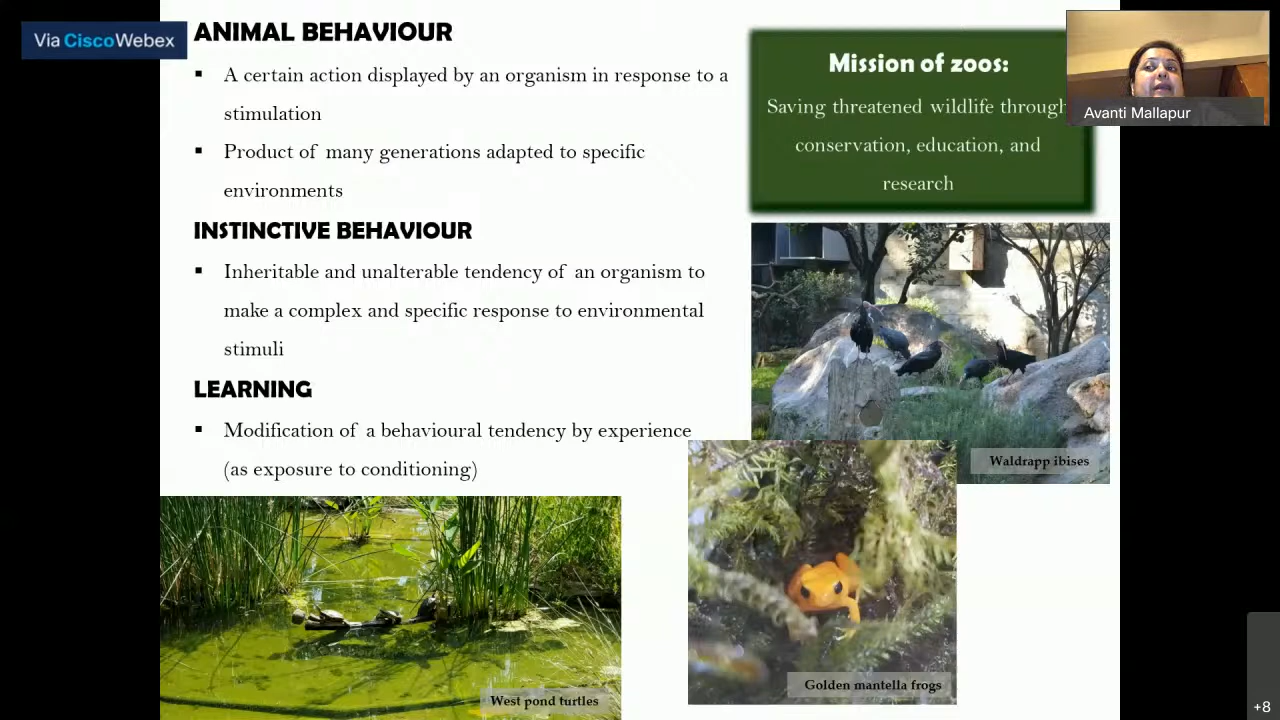 Via CiscoWebex
ANIMAL BEHAVIOUR
▪ A certain action displayed by an organism in response to a
stimulation
▪ Product of many generations adapted to specific
environments
INSTINCTIVE BEHAVIOUR
▪ Inheritable and unalterable tendency of an organism to
make a complex and specific response to environmental
stimuli
LEARNING
▪ Modification of a behavioural tendency by experience
(as exposure to conditioning)
Mission of zoos:
Saving threatened wildlife through
conservation, education, and
research
Avanti Mallapur
Waldrapp ibises
Golden mantella frogs
West pond turtles
+8